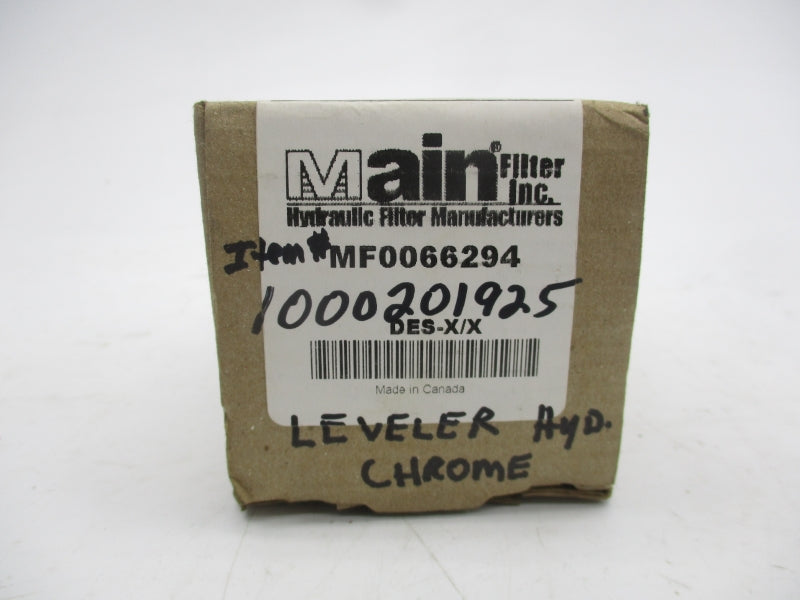 Main® Filter Inc.
Hydraulic Filter Manufacturers
Item# MF0066294
1000201925
DES-X/X
Made in Canada
LEVELER HYD.
CHROME